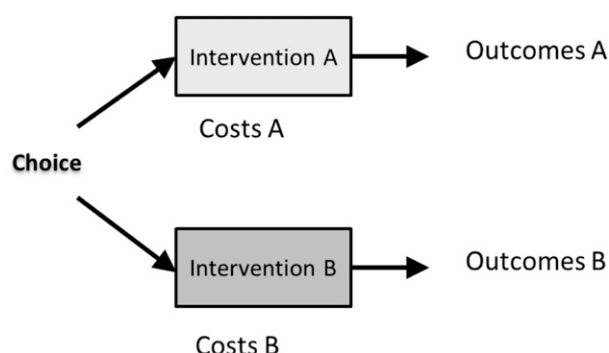 Intervention A
Outcomes A
Costs A
Choice
Intervention B
Outcomes B
Costs B